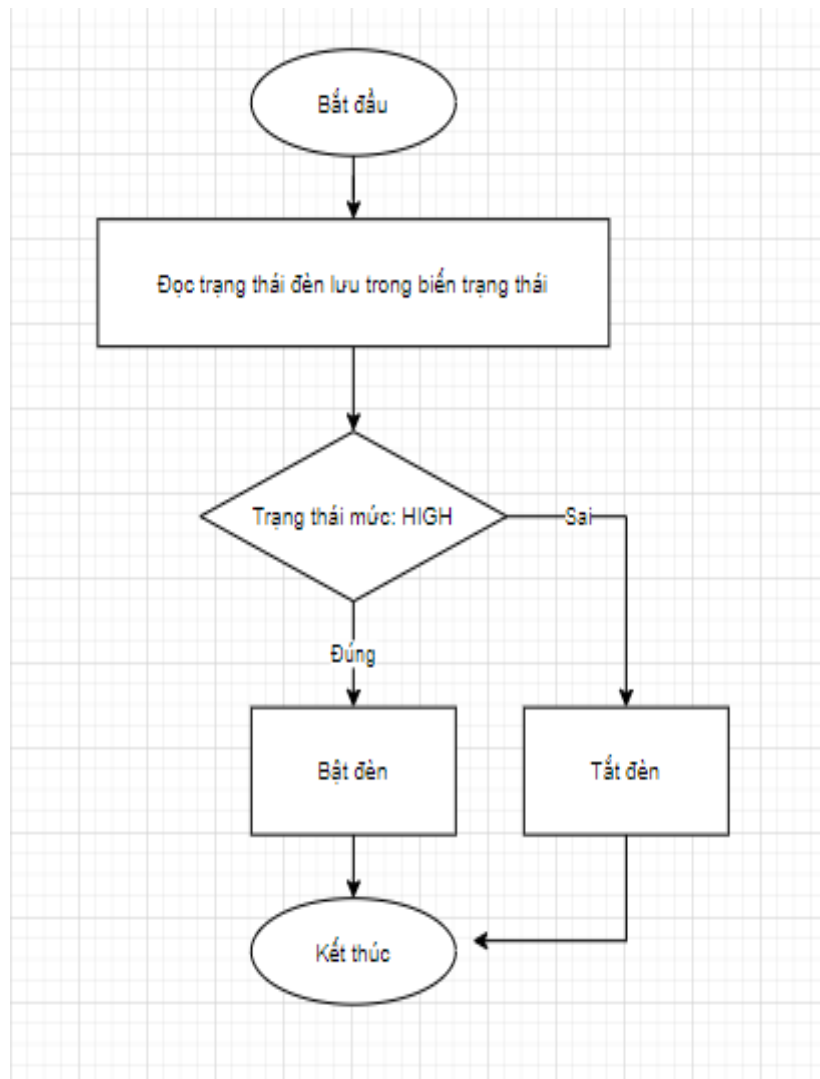 Bắt đầu
Đọc trạng thái đèn lưu trong biến trạng thái
Trạng thái mức: HIGH
Sai
Đúng
Bật đèn
Tắt đèn
Kết thúc